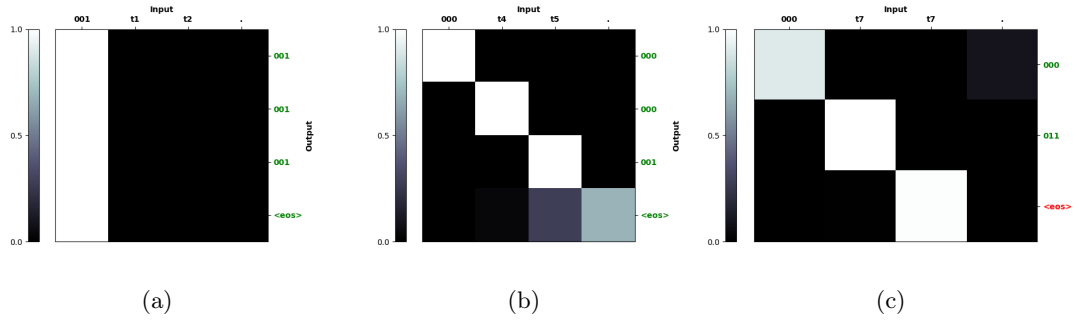 Input
001 t1 t2 .
1.0
0.5
0.0
001
001
001
<eos>
Output
(a)
Input
000 t4 t5 .
1.0
0.5
0.0
000
000
000
<eos>
Output
(b)
Input
000 t7 t7 .
1.0
0.5
0.0
000
011
<eos>
(c)